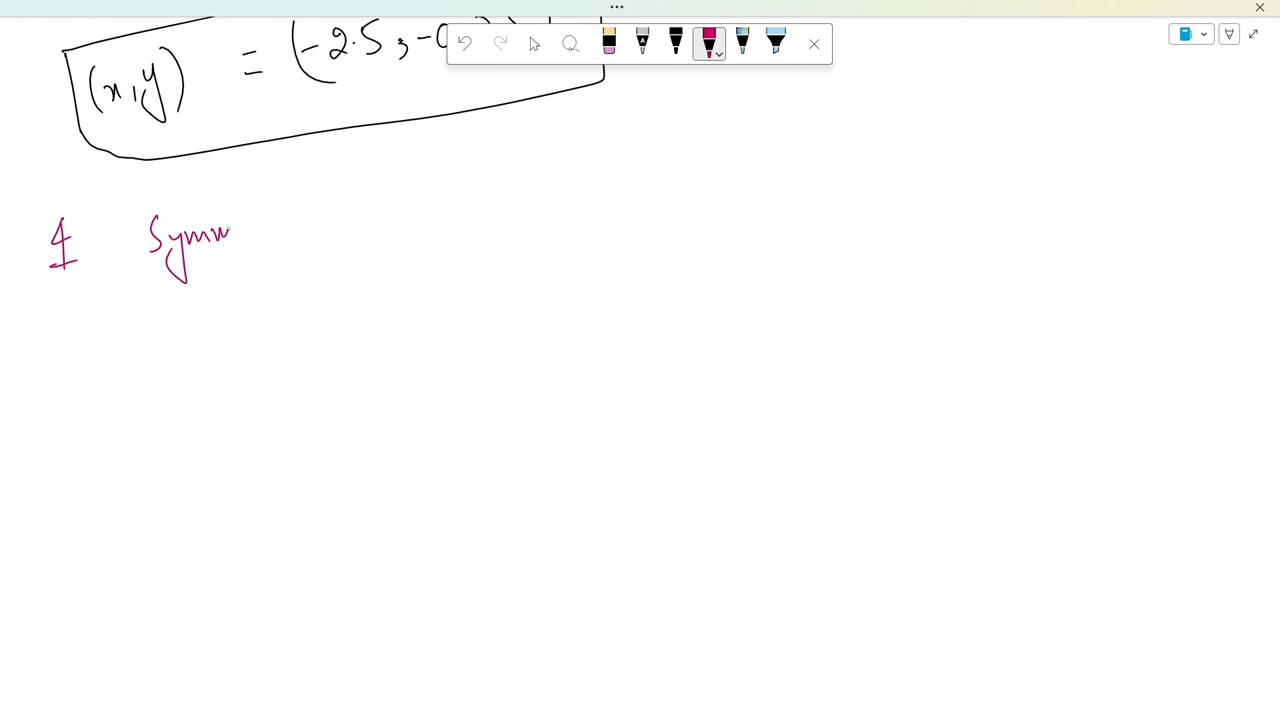 (x,y) = (-2.5, -0
4 Symm